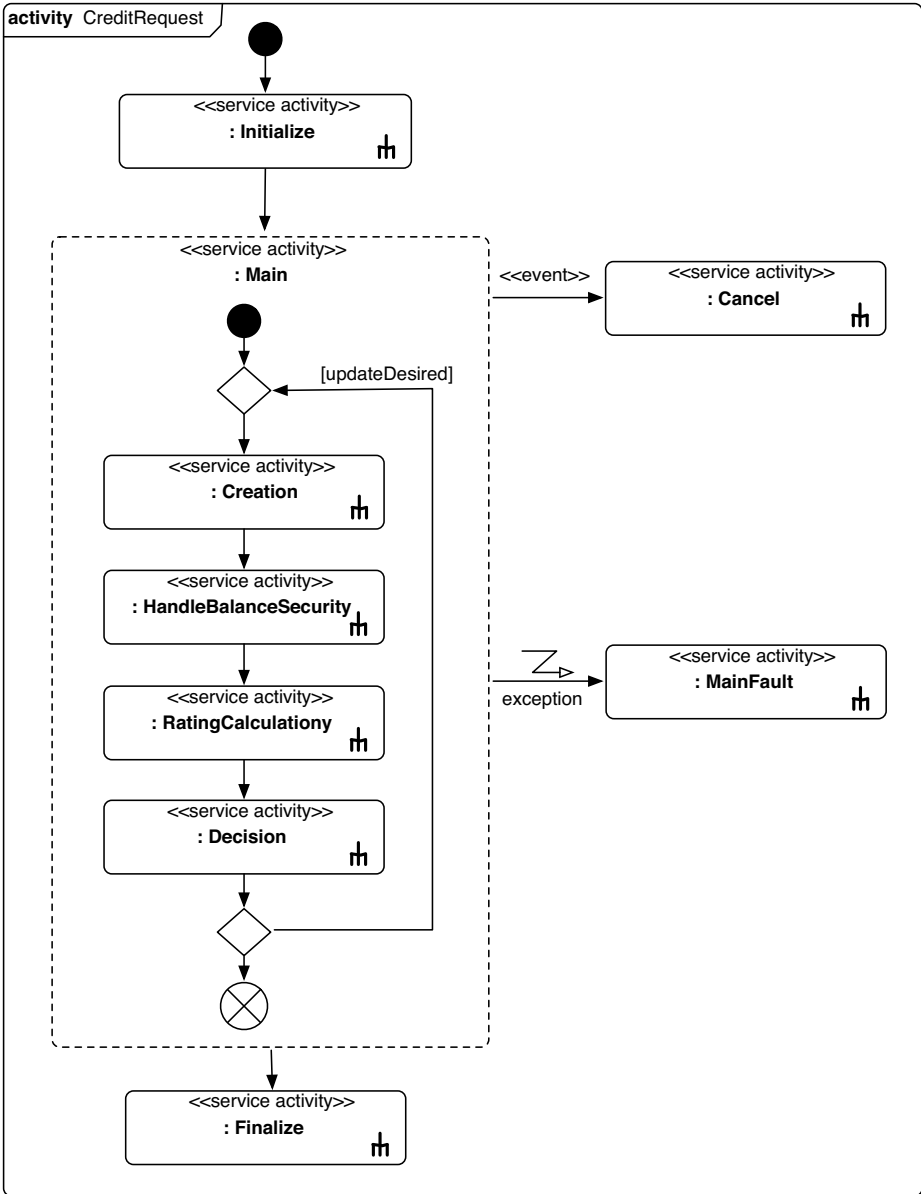 activity CreditRequest
<<service activity>>
: Initialize
<<service activity>>
: Main
<<event>>
<<service activity>>
: Cancel
[updateDesired]
<<service activity>>
: Creation
<<service activity>>
: HandleBalanceSecurity
exception
<<service activity>>
: MainFault
<<service activity>>
: RatingCalculationy
<<service activity>>
: Decision
<<service activity>>
: Finalize